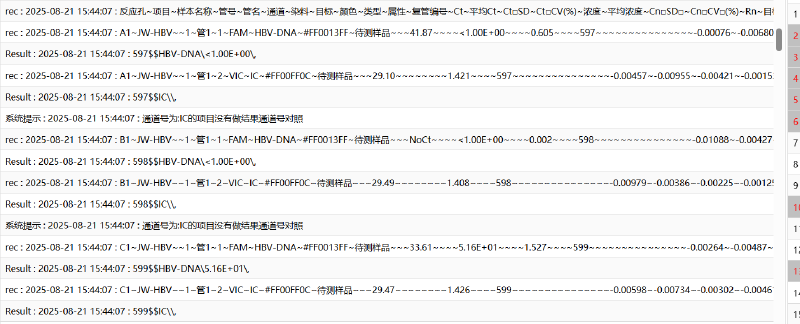 rec : 2025-08-21 15:44:07 : 反应孔~项目~样本名称~管号~管名~通道~染料~目标~颜色~类型~属性~复管编号~Ct~平均Ct~Ct□SD~Ct□CV(%)~浓度~平均浓度~Cn□SD□~Cn□CV□(%)~Rn~目标
rec : 2025-08-21 15:44:07 : A1~JW-HBV~~1~管1~1~FAM~HBV-DNA~#FF0013FF~待测样品~~~41.87~~~~<1.00E+00~~~~0.605~~~~597~~~~~~~~~~~~~~-0.00076~-0.00680
Result : 2025-08-21 15:44:07 : 597$$HBV-DNA\<1.00E+00\,
rec : 2025-08-21 15:44:07 : A1~JW-HBV~~1~管1~2~VIC~IC~#FF00FF0C~待测样品~~~29.10~~~~~~~~1.421~~~~597~~~~~~~~~~~~~~-0.00457~-0.00955~-0.00421~-0.0015
Result : 2025-08-21 15:44:07 : 597$$IC\\,
系统提示 : 2025-08-21 15:44:07 : 通道号为:IC的项目没有做结果通道号对照
rec : 2025-08-21 15:44:07 : B1~JW-HBV~~1~管1~1~FAM~HBV-DNA~#FF0013FF~待测样品~~~NoCt~~~~<1.00E+00~~~~0.002~~~~598~~~~~~~~~~~~~~-0.01088~-0.00427
Result : 2025-08-21 15:44:07 : 598$$HBV-DNA\<1.00E+00\,
rec : 2025-08-21 15:44:07 : B1~JW-HBV~~1~管1~2~VIC~IC~#FF00FF0C~待测样品~~~29.49~~~~~~~~1.408~~~~598~~~~~~~~~~~~~~-0.00979~-0.00386~-0.00225~-0.00125
Result : 2025-08-21 15:44:07 : 598$$IC\\,
系统提示 : 2025-08-21 15:44:07 : 通道号为:IC的项目没有做结果通道号对照
rec : 2025-08-21 15:44:07 : C1~JW-HBV~~1~管1~1~FAM~HBV-DNA~#FF0013FF~待测样品~~~33.61~~~~5.16E+01~~~~1.527~~~~599~~~~~~~~~~~~~~-0.00264~-0.00487~
Result : 2025-08-21 15:44:07 : 599$$HBV-DNA\5.16E+01\,
rec : 2025-08-21 15:44:07 : C1~JW-HBV~~1~管1~2~VIC~IC~#FF00FF0C~待测样品~~~29.47~~~~~~~~1.426~~~~599~~~~~~~~~~~~~~-0.00598~-0.00734~-0.00302~-0.0046
Result : 2025-08-21 15:44:07 : 599$$IC\\,
1
2
3
4
5
6
7
8
9
10
11
12
13
14